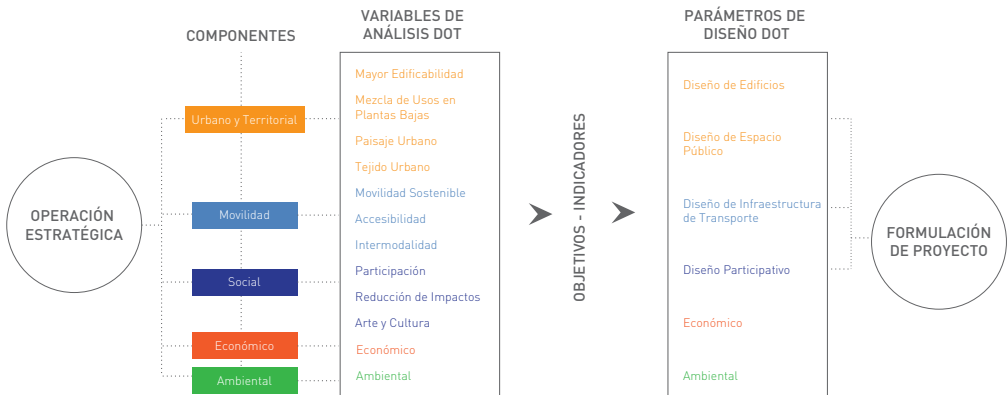 OPERACIÓN
ESTRATÉGICA
COMPONENTES
Urbano y Territorial
Movilidad
Social
Económico
Ambiental
VARIABLES DE
ANÁLISIS DOT
Mayor Edificabilidad
Mezcla de Usos en
Plantas Bajas
Paisaje Urbano
Tejido Urbano
Movilidad Sostenible
Accesibilidad
Intermodalidad
Participación
Reducción de Impactos
Arte y Cultura
Económico
Ambiental
OBJETIVOS - INDICADORES
PARÁMETROS DE
DISEÑO DOT
Diseño de Edificios
Diseño de Espacio
Público
Diseño de Infraestructura
de Transporte
Diseño Participativo
Económico
Ambiental
FORMULACIÓN
DE PROYECTO